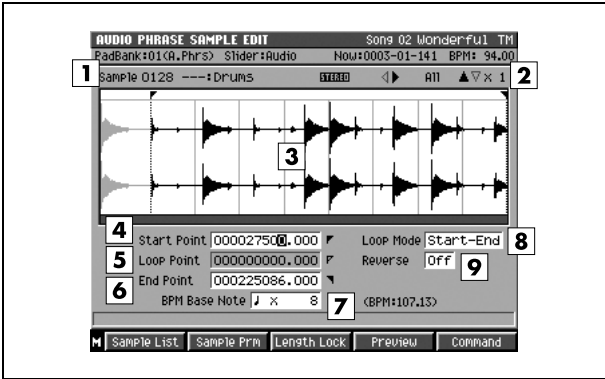 AUDIO PHRASE SAMPLE EDIT Song 02 Wonderful TM
PadBank:01(A.Phrs) Slider:Audio Now:0003-01-141 BPM: 94.00
1 Sample 0128 ---:Drums STEREO ◁▶ All ▲▽× 1 2
3
4 Start Point 000027500.000 Loop Mode Start-End 8
5 Loop Point 000000000.000 Reverse Off 9
6 End Point 000225086.000
BPM Base Note ♩ × 8 7 (BPM:107.13)
M Sample List Sample Prm Length Lock Preview Command